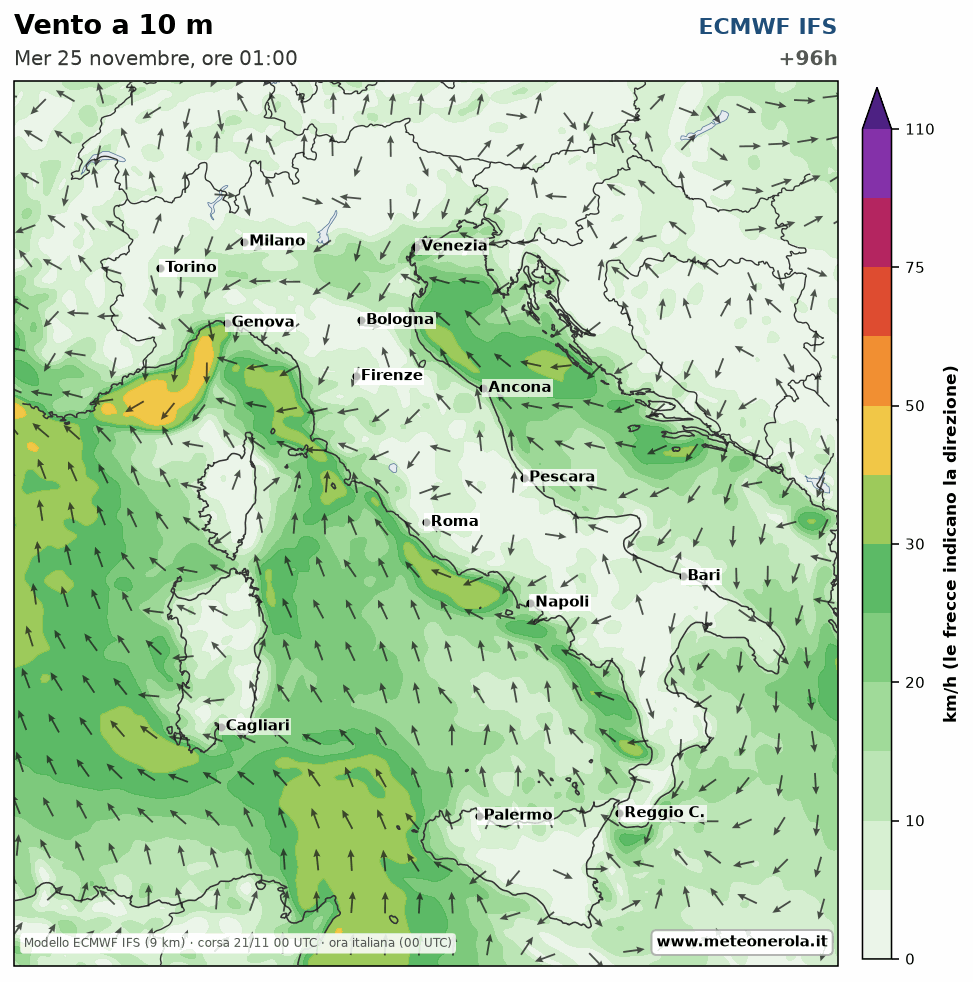 Vento a 10 m
ECMWF IFS
Mer 25 novembre, ore 01:00
+96h
Milano
Venezia
Torino
Genova
Bologna
Firenze
Ancona
Pescara
Roma
Bari
Napoli
Cagliari
Palermo
Reggio C.
Modello ECMWF IFS (9 km) · corsa 21/11 00 UTC · ora italiana (00 UTC)
www.meteonerola.it
110
75
50
30
20
10
0
km/h (le frecce indicano la direzione)